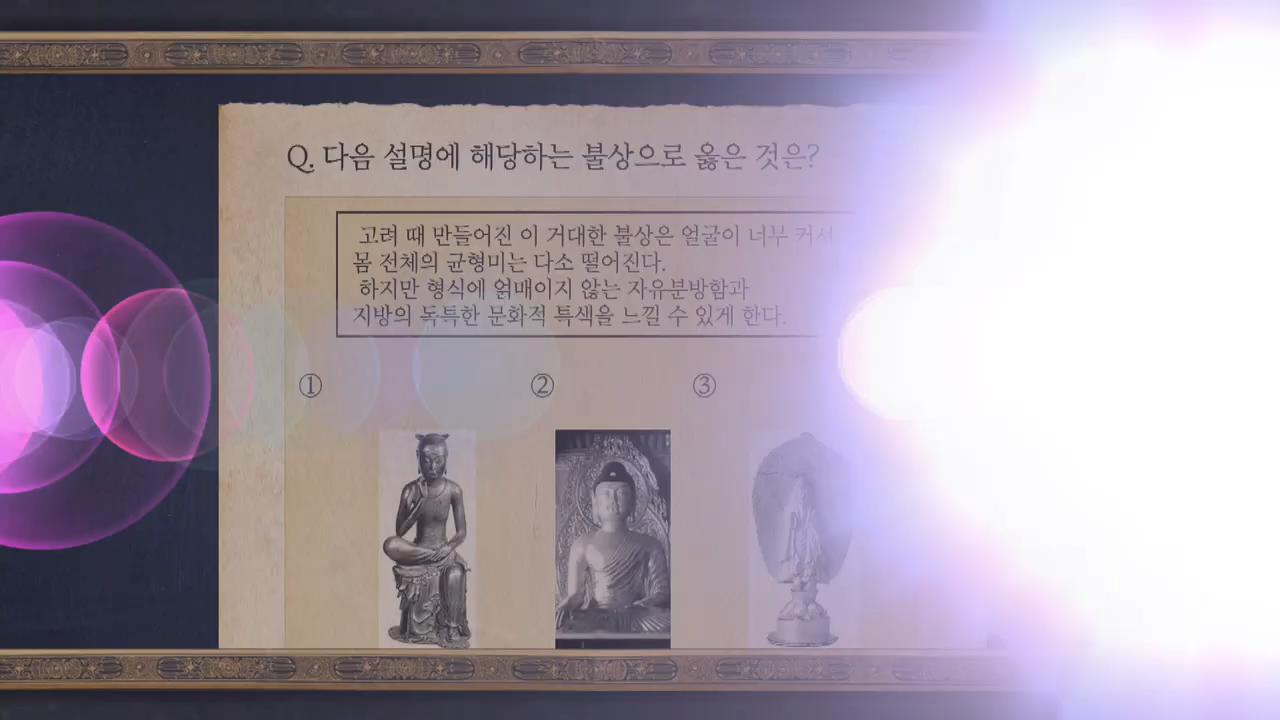 Q. 다음 설명에 해당하는 불상으로 옳은 것은?
고려 때 만들어진 이 거대한 불상은 얼굴이 너무 커서
몸 전체의 균형미는 다소 떨어진다.
하지만 형식에 얽매이지 않는 자유분방함과
지방의 독특한 문화적 특색을 느낄 수 있게 한다.
① ② ③